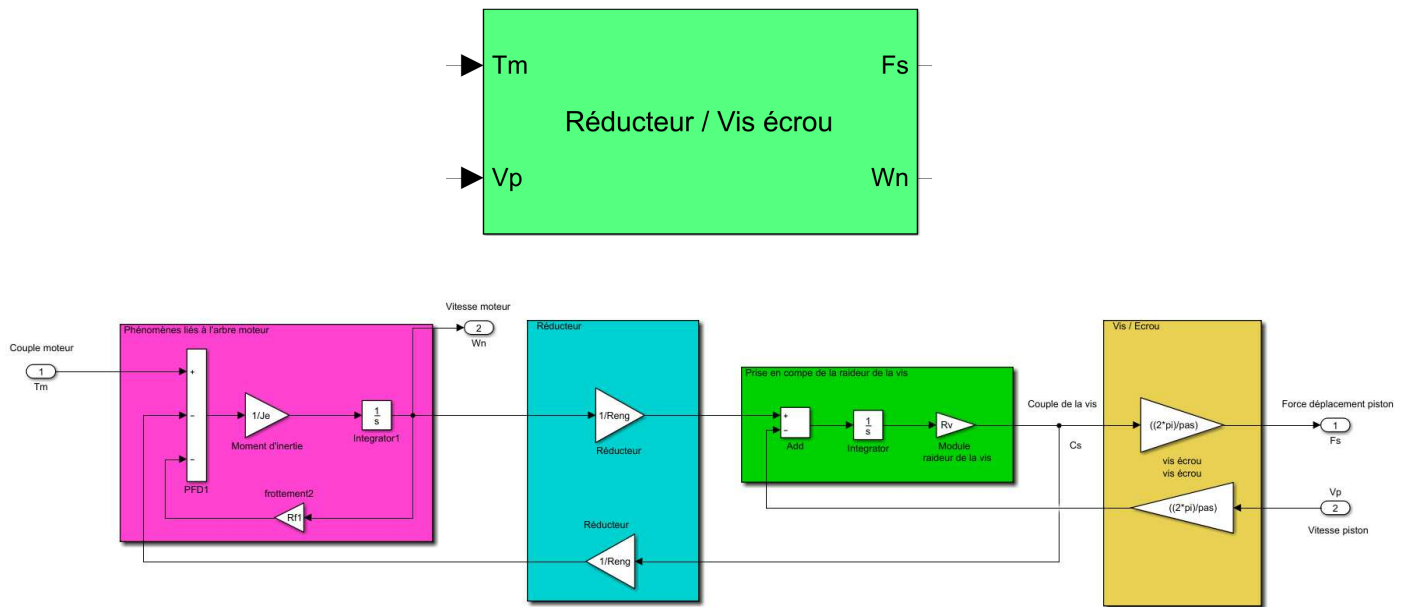 Tm
Fs
Réducteur / Vis écrou
Vp
Wn
Phénomènes liés à l'arbre moteur
Couple moteur
1
Tm
+
−
−
PFD1
1/Je
Moment d'inertie
1
s
Integrator1
frottement2
Rf1
Vitesse moteur
2
Wn
Réducteur
1/Reng
Réducteur
Réducteur
1/Reng
Prise en compe de la raideur de la vis
+
−
Add
1
s
Integrator
Rv
Module
raideur de la vis
Couple de la vis
Cs
Vis / Ecrou
((2*pi)/pas)
vis écrou
vis écrou
((2*pi)/pas)
Force déplacement piston
1
Fs
Vp
2
Vitesse piston